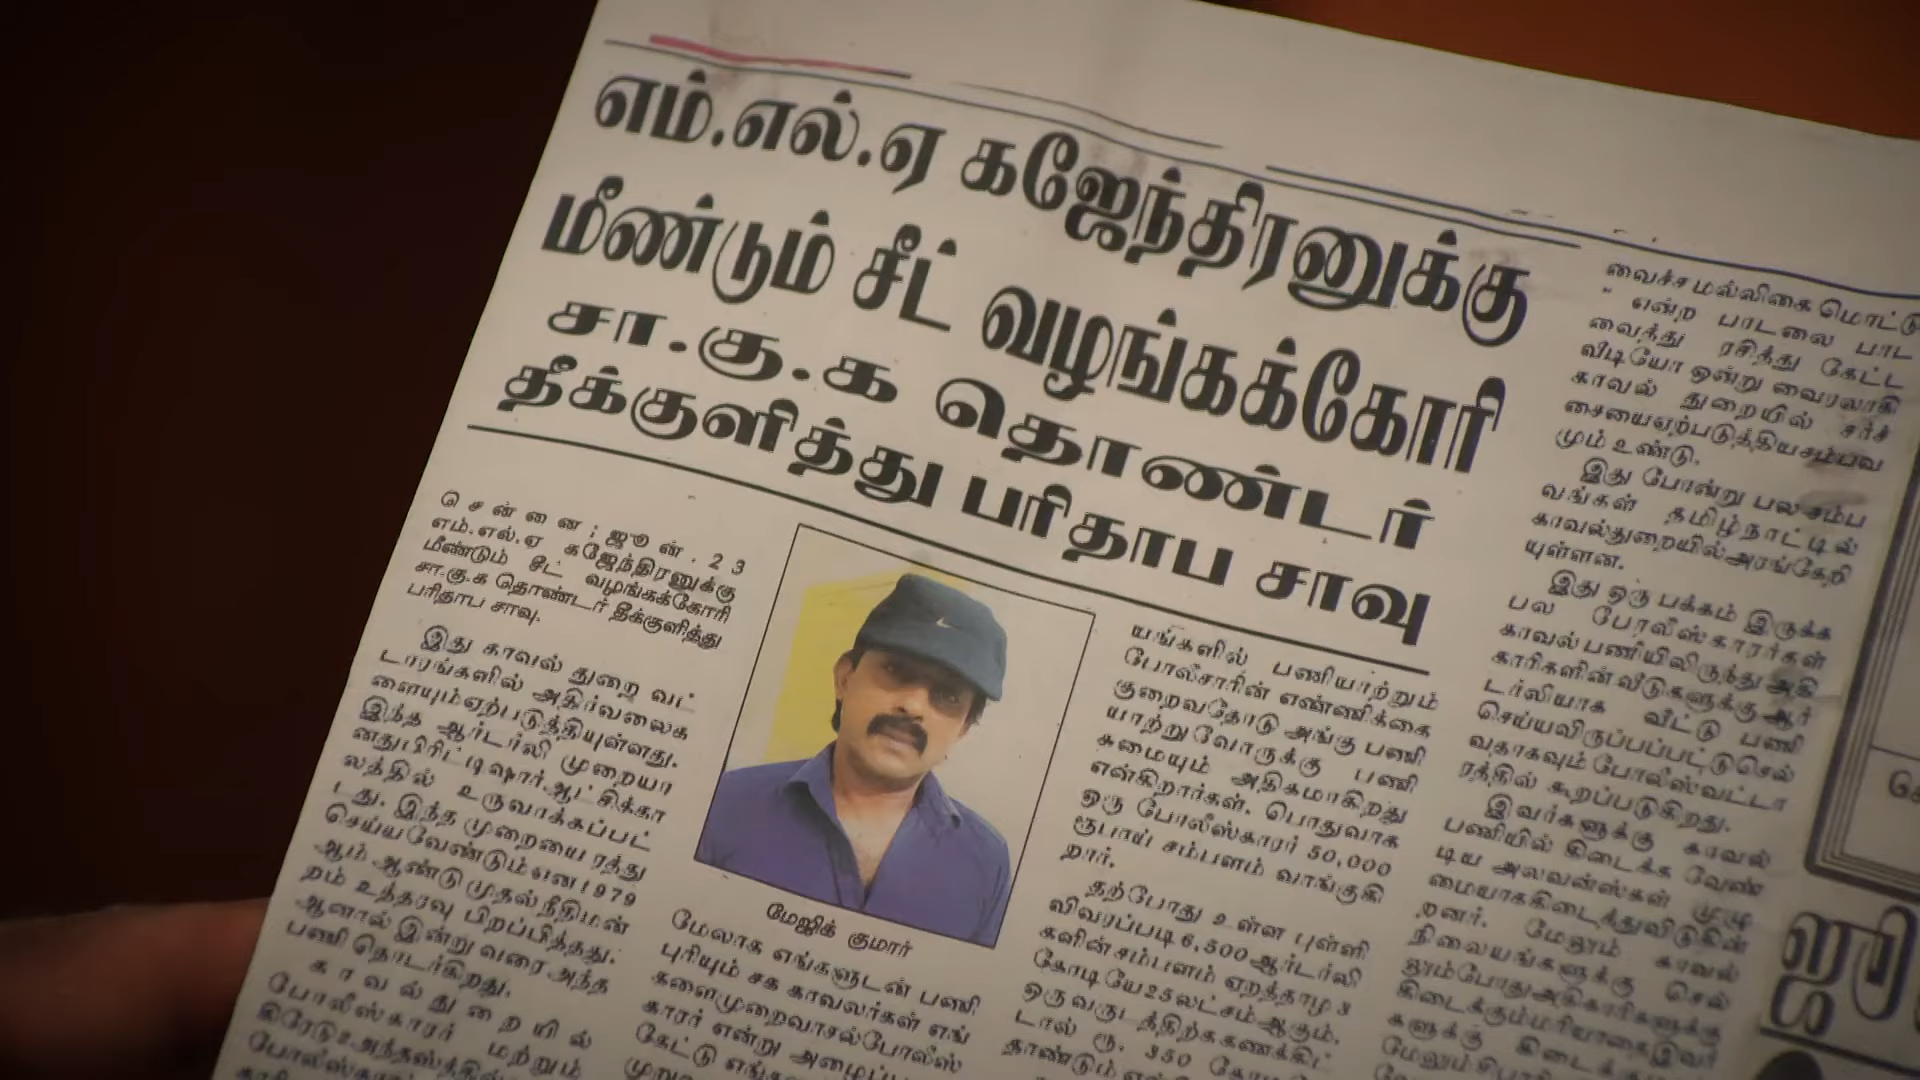 எம்.எல்.ஏ கஜேந்திரனுக்கு
மீண்டும் சீட் வழங்கக்கோரி
சா.கு.க தொண்டர்
தீக்குளித்து பரிதாப சாவு
சென்னை; ஜூன். 23
எம்.எல்.ஏ கஜேந்திரனுக்கு
மீண்டும் சீட் வழங்கக்கோரி
சா.கு.க தொண்டர் தீக்குளித்து
பரிதாப சாவு.
இது காவல் துறை வட்
டாரங்களில் அதிர்வலைக
ளையும் ஏற்படுத்தியுள்ளது.
இந்த ஆர்டர்லி முறையா
னது பிரிட்டிஷார் ஆட்சிக்கா
லத்தில் உருவாக்கப்பட்
டது. இந்த முறையை ரத்து
செய்ய வேண்டும் என 1979
ஆம் ஆண்டு முதல் நீதிமன்
றம் உத்தரவு பிறப்பித்தது.
ஆனால் இன்று வரை அந்த
பணி தொடர்கிறது.
காவல்துறையில்
போலீஸ்காரர் மற்றும்
மேஜிக் குமார்
மேலாக எங்களுடன் பணி
புரியும் சக காவலர்கள் எங்
களை முறைவாசல் போலீஸ்
காரர் என்று அழைப்ப
யங்களில் பணியாற்றும்
போலீசாரின் எண்ணிக்கை
குறைவதோடு அங்கு பணி
யாற்றுவோருக்கு பணி
சுமையும் அதிகமாகிறது
என்கிறார்கள். பொதுவாக
ஒரு போலீஸ்காரர் 50,000
ரூபாய் சம்பளம் வாங்குகி
றார்.
தற்போது உள்ள புள்ளி
விவரப்படி 6,500 ஆர்டர்லி
களின் சம்பளம் ஏறத்தாழ 3
கோடியே 25 லட்சம் ஆகும்.
ஒரு வருடத்திற்கு கணக்கிட்
டால் ரூ. 350 கோடி
வைச்ச மல்லிகை மொட்டு
" என்ற பாடலை பாட
வைத்து ரசித்து கேட்ட
வீடியோ ஒன்று வைரலாகி
காவல் துறையில் சர்ச்
சையை ஏற்படுத்திய சம்பவ
மும் உண்டு.
இது போன்று பல சம்ப
வங்கள் தமிழ்நாட்டில்
காவல்துறையில் அரங்கேறி
யுள்ளன.
இது ஒரு பக்கம் இருக்க
பல போலீஸ்காரர்கள்
காவல் பணியிலிருந்து அதி
காரிகளின் வீடுகளுக்கு ஆர்
டர்லியாக வீட்டு பணி
செய்ய விருப்பப்பட்டு செல்
வதாகவும் போலீஸ் வட்டா
ரத்தில் கூறப்படுகிறது.
இவர்களுக்கு காவல்
பணியில் கிடைக்க வேண்
டிய அலவன்ஸ்கள் முழு
மையாக கிடைத்து விடுகின்
றனர். மேலும் காவல்
நிலையங்களுக்கு செல்
லும்போது அதிகாரிகளுக்கு
கிடைக்கும் மரியாதை இவர்
களுக்கு